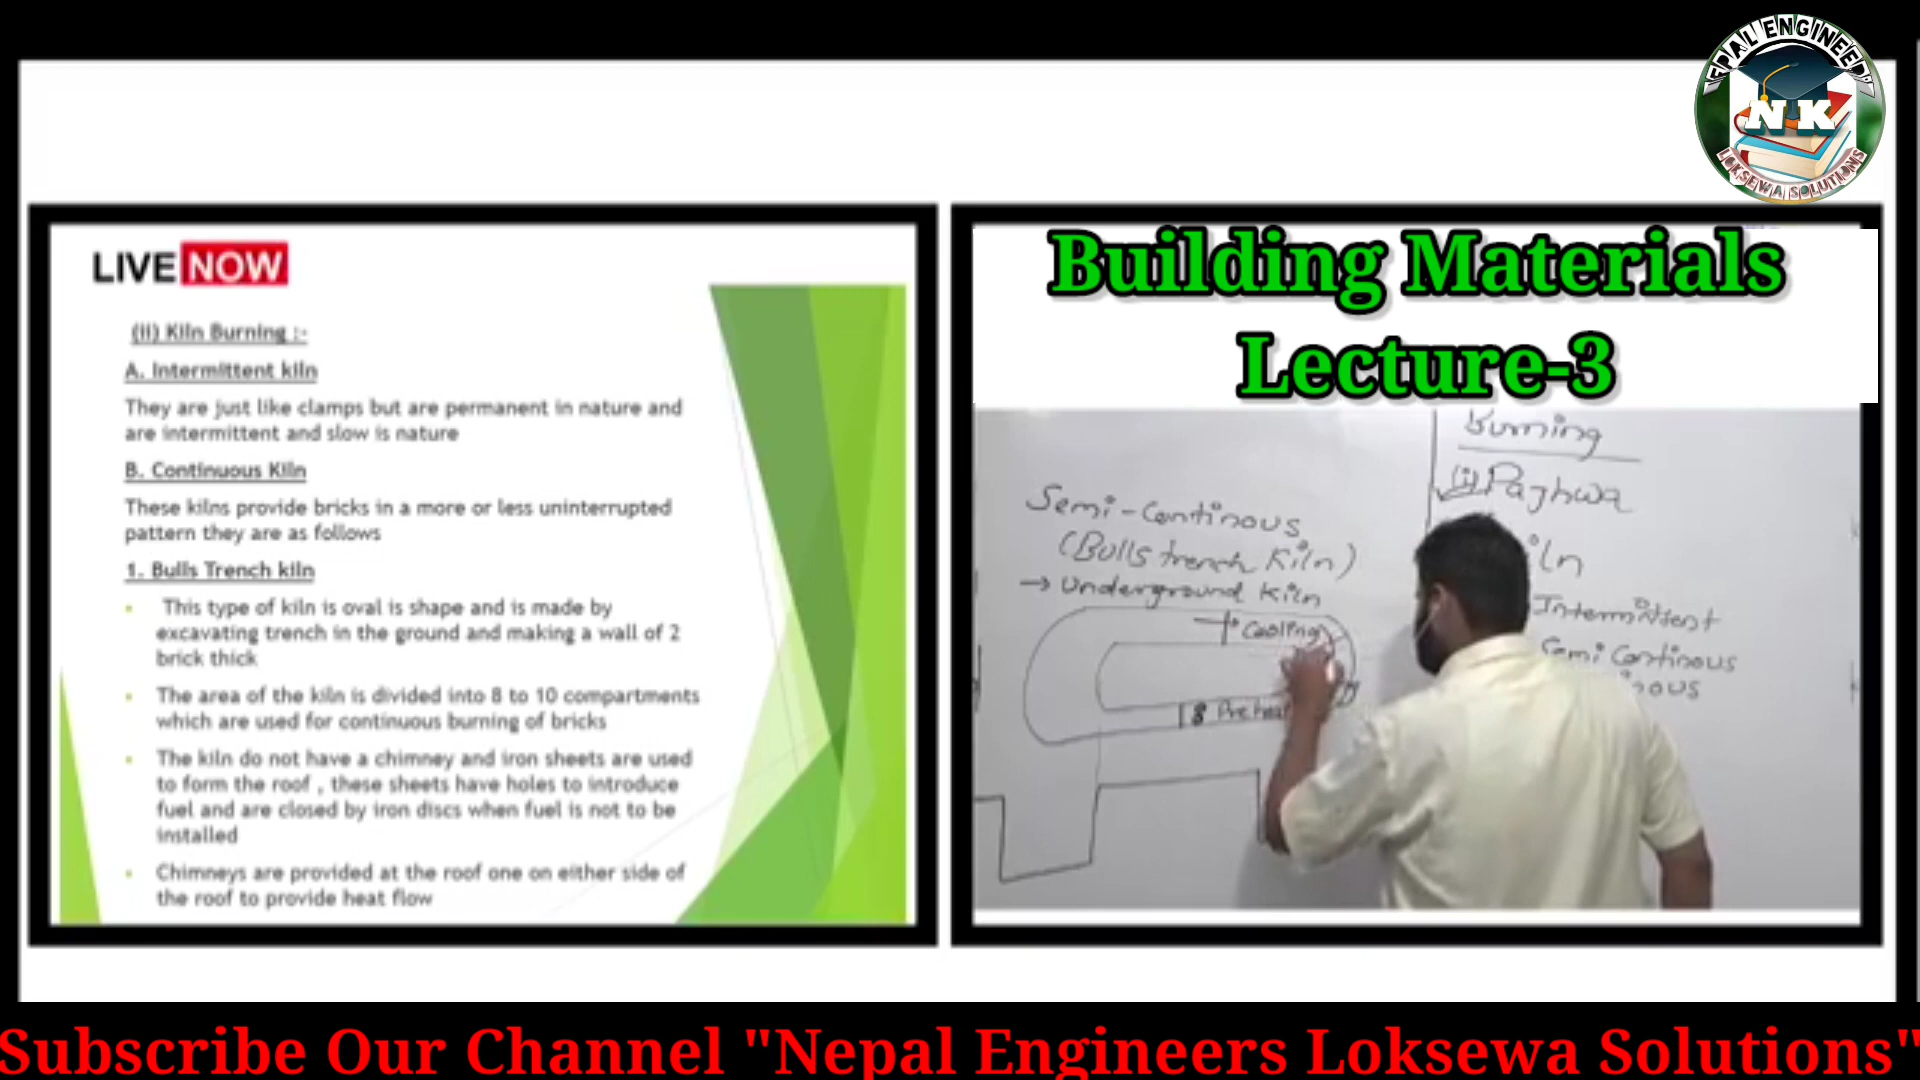 NEPAL ENGINEERS
NK
LOKSEWA SOLUTIONS
LIVE NOW
(II) Kiln Burning :-
A. Intermittent kiln
They are just like clamps but are permanent in nature and
are intermittent and slow is nature
B. Continuous Kiln
These kilns provide bricks in a more or less uninterrupted
pattern they are as follows
1. Bulls Trench kiln
This type of kiln is oval is shape and is made by
excavating trench in the ground and making a wall of 2
brick thick
The area of the kiln is divided into 8 to 10 compartments
which are used for continuous burning of bricks
The kiln do not have a chimney and iron sheets are used
to form the roof , these sheets have holes to introduce
fuel and are closed by iron discs when fuel is not to be
installed
Chimneys are provided at the roof one on either side of
the roof to provide heat flow
Building Materials
Lecture-3
Burning
(i) Pajhwa
Semi-Continous
(Bulls trench Kiln)
→ Underground Kiln
Cooling
Preheat
iln
Intermittent
Semi Continous
nous
Subscribe Our Channel "Nepal Engineers Loksewa Solutions"